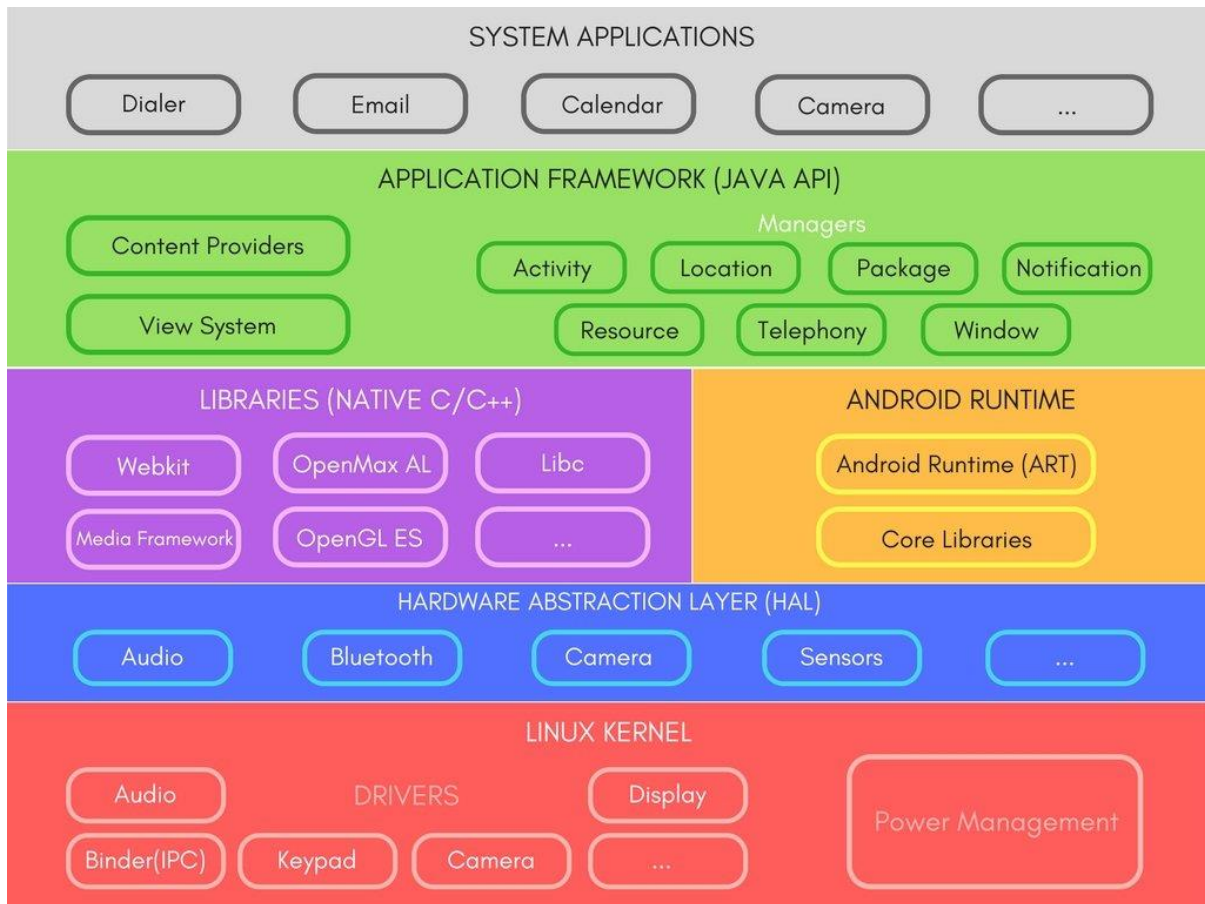 SYSTEM APPLICATIONS
Dialer
Email
Calendar
Camera
...
APPLICATION FRAMEWORK (JAVA API)
Content Providers
View System
Managers
Activity
Location
Package
Notification
Resource
Telephony
Window
LIBRARIES (NATIVE C/C++)
Webkit
OpenMax AL
Libc
Media Framework
OpenGL ES
...
ANDROID RUNTIME
Android Runtime (ART)
Core Libraries
HARDWARE ABSTRACTION LAYER (HAL)
Audio
Bluetooth
Camera
Sensors
...
LINUX KERNEL
Audio
DRIVERS
Display
Binder(IPC)
Keypad
Camera
...
Power Management